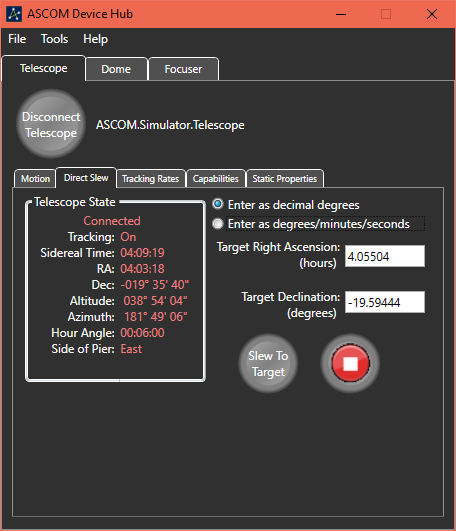 ASCOM Device Hub
File Tools Help
Telescope Dome Focuser
Disconnect
Telescope
ASCOM.Simulator.Telescope
Motion Direct Slew Tracking Rates Capabilities Static Properties
Telescope State
Connected
Tracking: On
Sidereal Time: 04:09:19
RA: 04:03:18
Dec: -019° 35' 40"
Altitude: 038° 54' 04"
Azimuth: 181° 49' 06"
Hour Angle: 00:06:00
Side of Pier: East
Enter as decimal degrees
Enter as degrees/minutes/seconds
Target Right Ascension:
(hours)
4.05504
Target Declination:
(degrees)
-19.59444
Slew To
Target